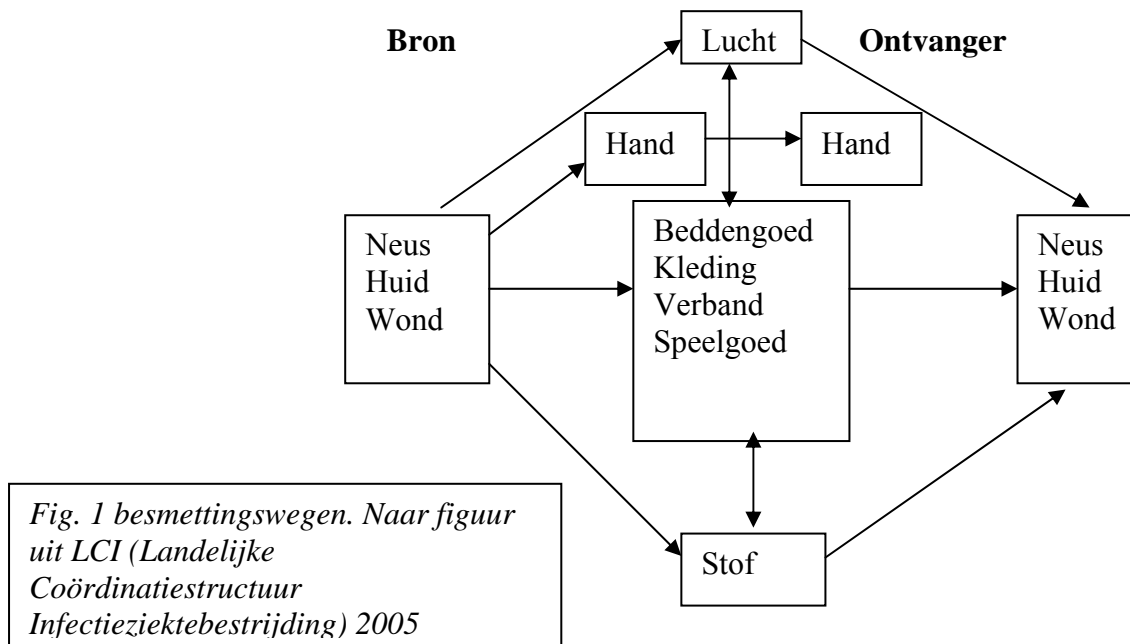 Bron
Lucht
Ontvanger
Hand
Hand
Neus
Huid
Wond
Beddengoed
Kleding
Verband
Speelgoed
Neus
Huid
Wond
Stof
Fig. 1 besmettingswegen. Naar figuur
uit LCI (Landelijke
Coördinatiestructuur
Infectieziektebestrijding) 2005